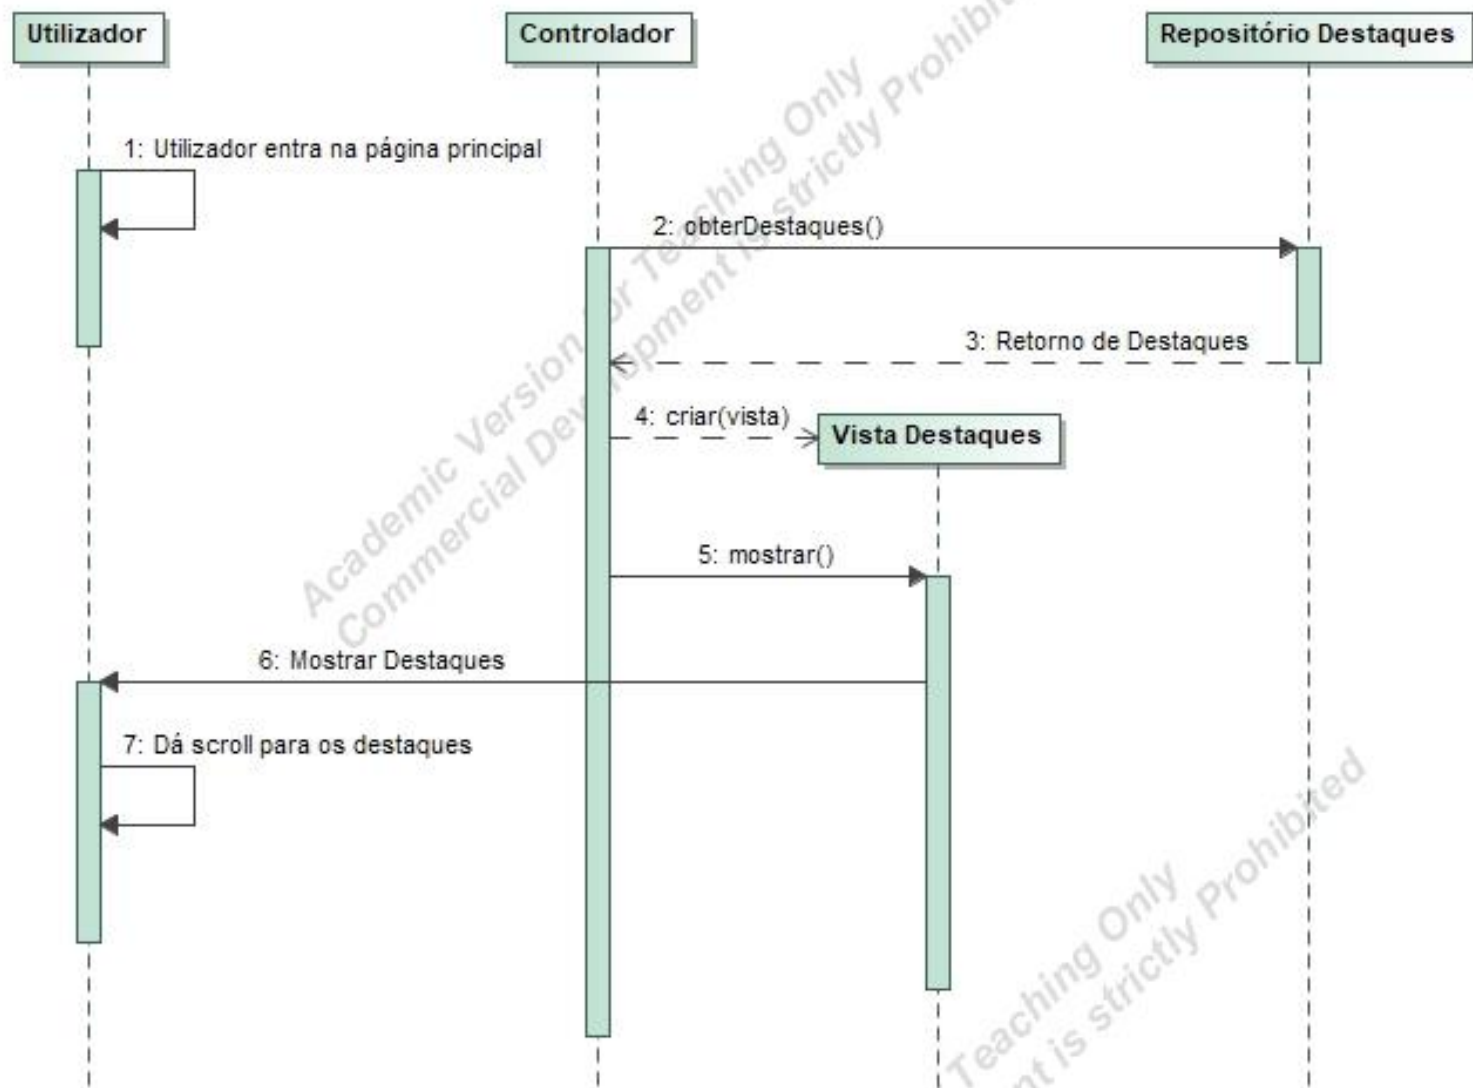 Utilizador
Controlador
Repositório Destaques
1: Utilizador entra na página principal
2: obterDestaques()
3: Retorno de Destaques
4: criar(vista)
Vista Destaques
5: mostrar()
6: Mostrar Destaques
7: Dá scroll para os destaques
Academic Version for Teaching Only
Commercial Development is strictly Prohibited
Teaching Only
is strictly Prohibited